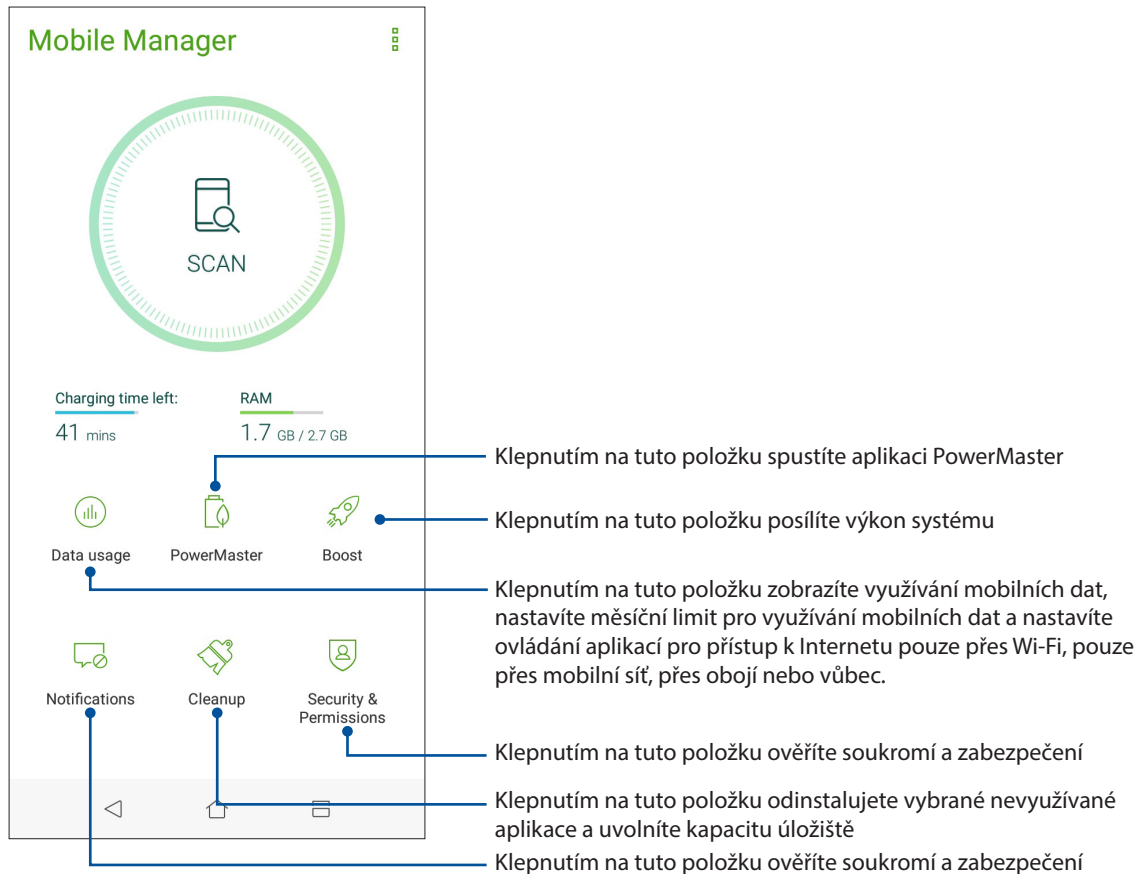 Mobile Manager
SCAN
Charging time left:
41 mins
RAM
1.7 GB / 2.7 GB
Data usage
PowerMaster
Boost
Notifications
Cleanup
Security &
Permissions
Klepnutím na tuto položku spustíte aplikaci PowerMaster
Klepnutím na tuto položku posílíte výkon systému
Klepnutím na tuto položku zobrazíte využívání mobilních dat,
nastavíte měsíční limit pro využívání mobilních dat a nastavíte
ovládání aplikací pro přístup k Internetu pouze přes Wi-Fi, pouze
přes mobilní síť, přes obojí nebo vůbec.
Klepnutím na tuto položku ověříte soukromí a zabezpečení
Klepnutím na tuto položku odinstalujete vybrané nevyužívané
aplikace a uvolníte kapacitu úložiště
Klepnutím na tuto položku ověříte soukromí a zabezpečení